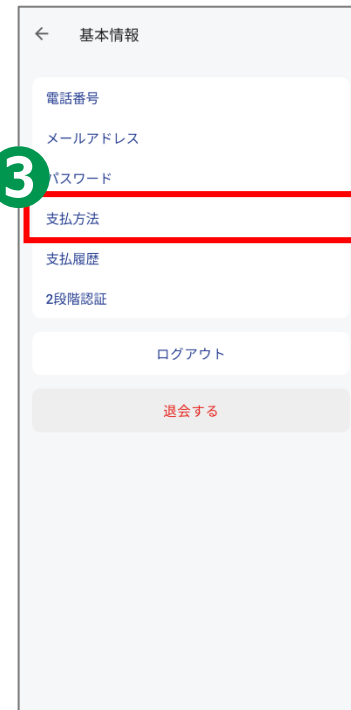 ← 基本情報
電話番号
メールアドレス
3
パスワード
支払方法
支払履歴
2段階認証
ログアウト
退会する